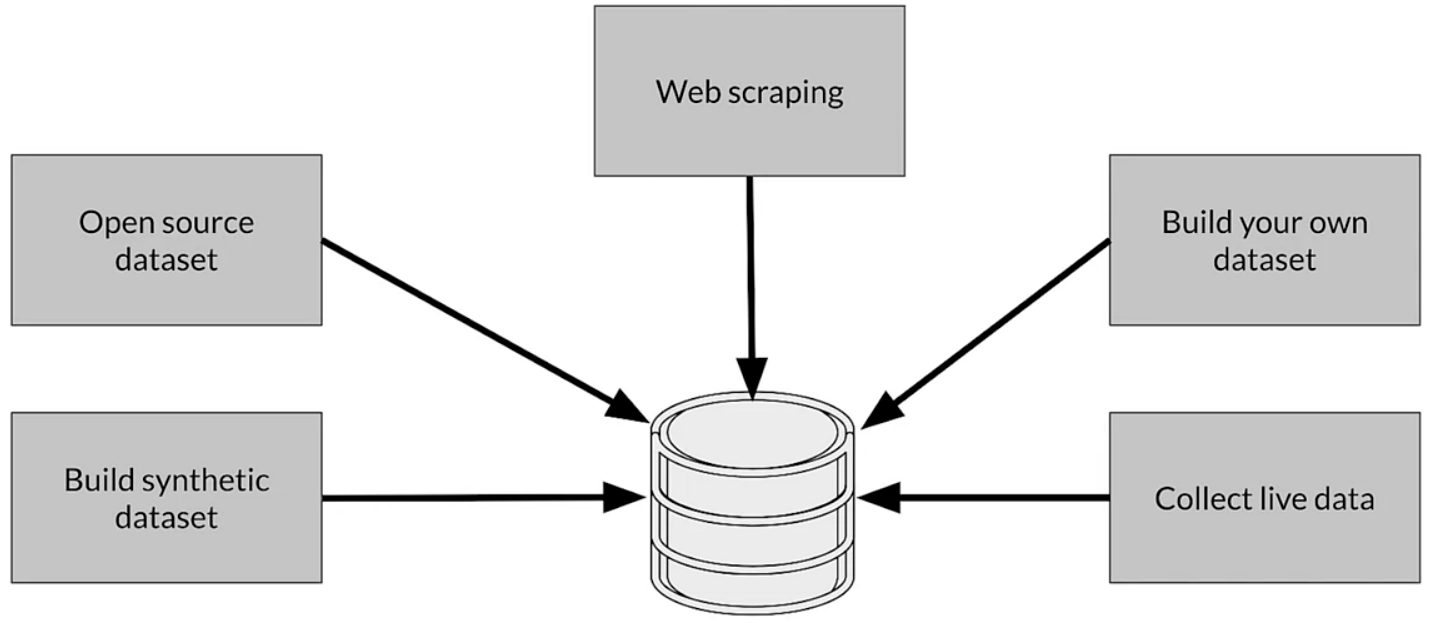 Web scraping
Open source
dataset
Build your own
dataset
Build synthetic
dataset
Collect live data